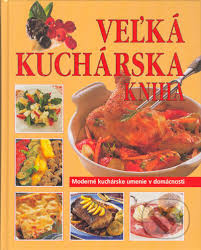 VEĽKÁ
KUCHÁRSKA
KNIHA
Moderné kuchárske umenie v domácnosti